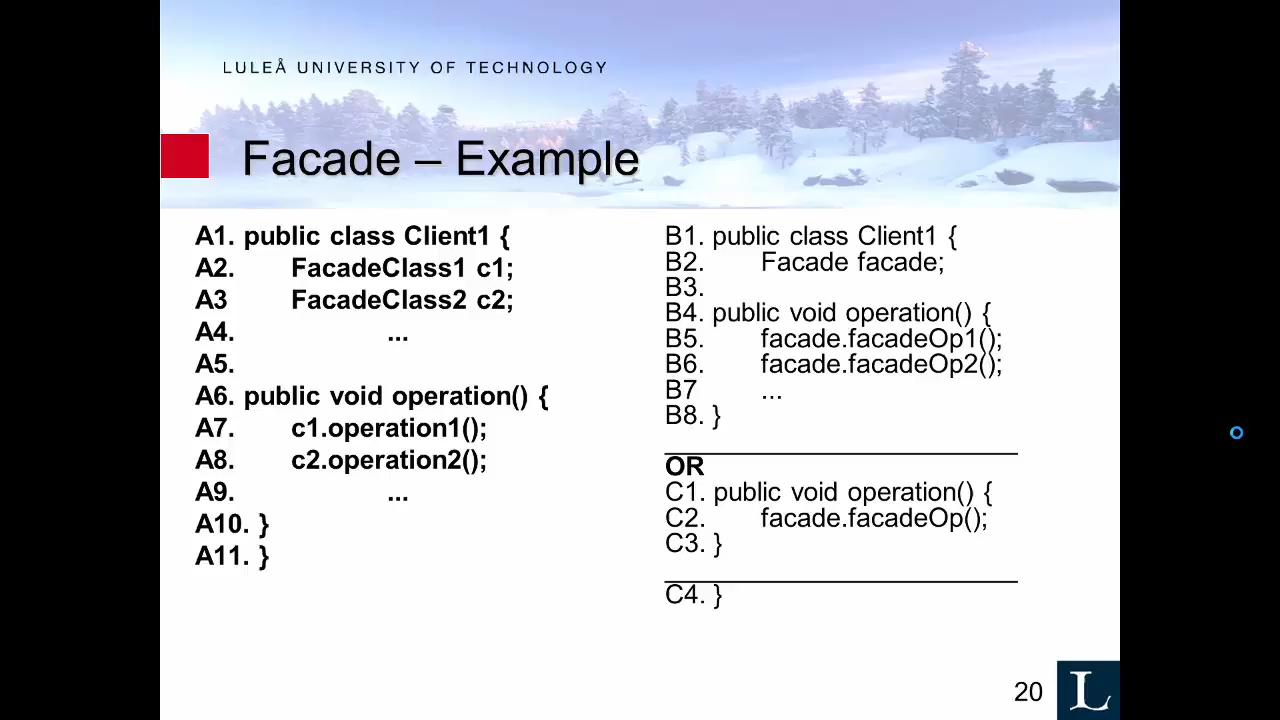 LULEÅ UNIVERSITY OF TECHNOLOGY
Facade – Example
A1. public class Client1 {
A2. FacadeClass1 c1;
A3 FacadeClass2 c2;
A4. ...
A5.
A6. public void operation() {
A7. c1.operation1();
A8. c2.operation2();
A9. ...
A10. }
A11. }
B1. public class Client1 {
B2. Facade facade;
B3.
B4. public void operation() {
B5. facade.facadeOp1();
B6. facade.facadeOp2();
B7 ...
B8. }
OR
C1. public void operation() {
C2. facade.facadeOp();
C3. }
C4. }
20
L